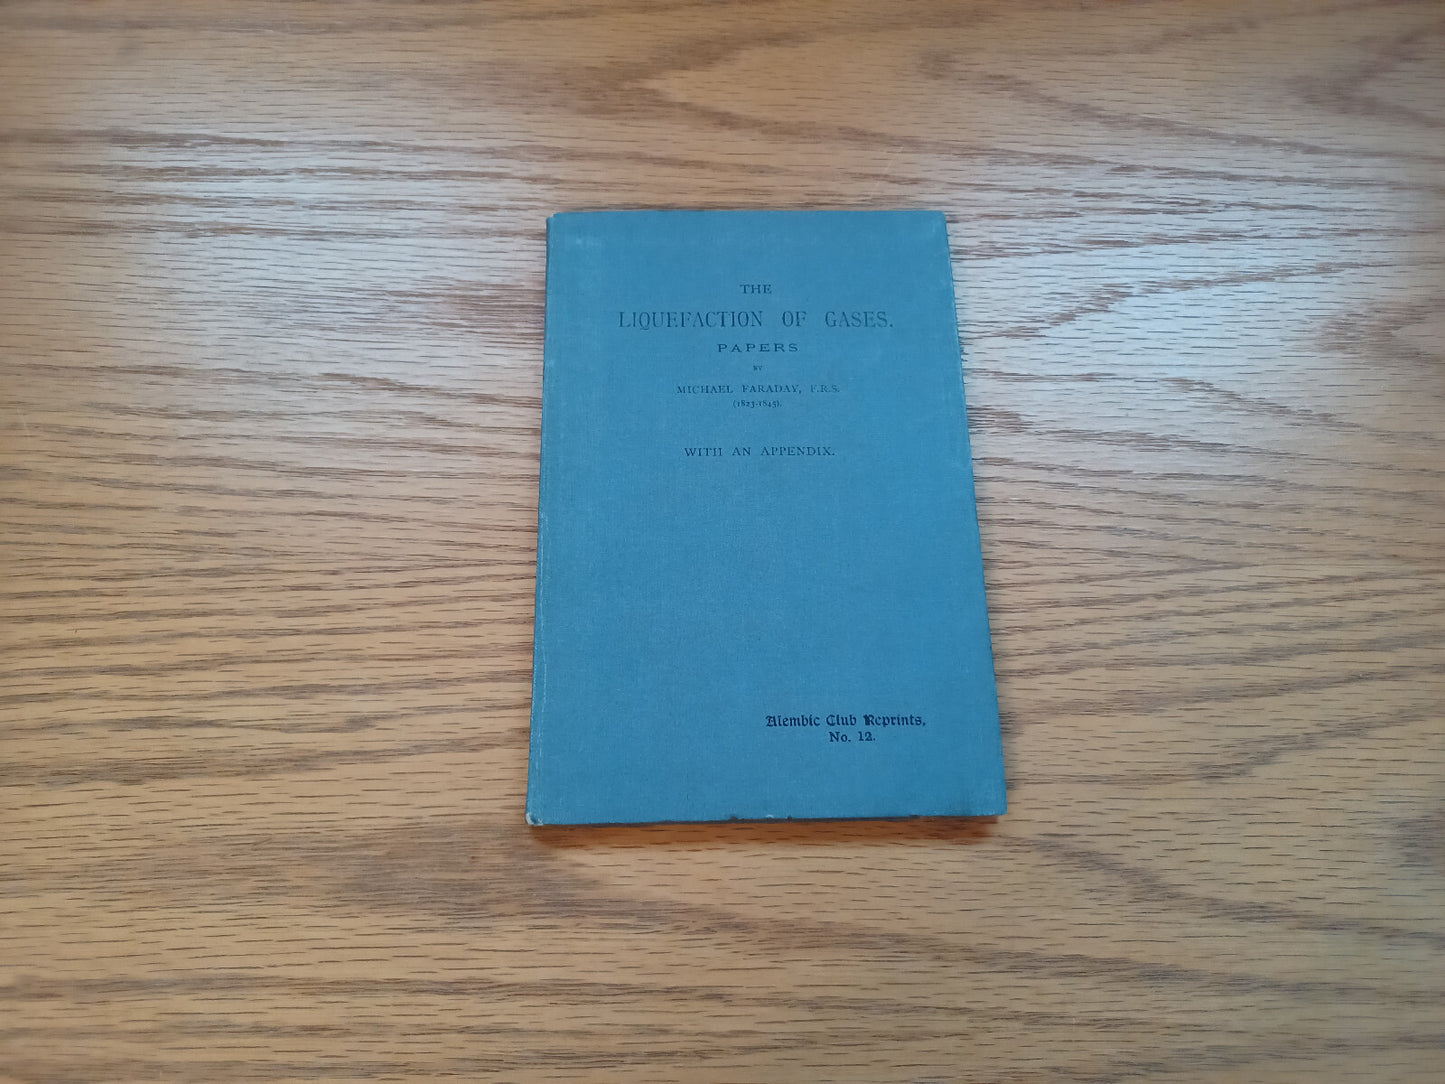 THE
LIQUEFACTION OF GASES.
PAPERS
BY
MICHAEL FARADAY, F.R.S.
(1823-1845).
WITH AN APPENDIX.
Alembic Club Reprints,
No. 12.